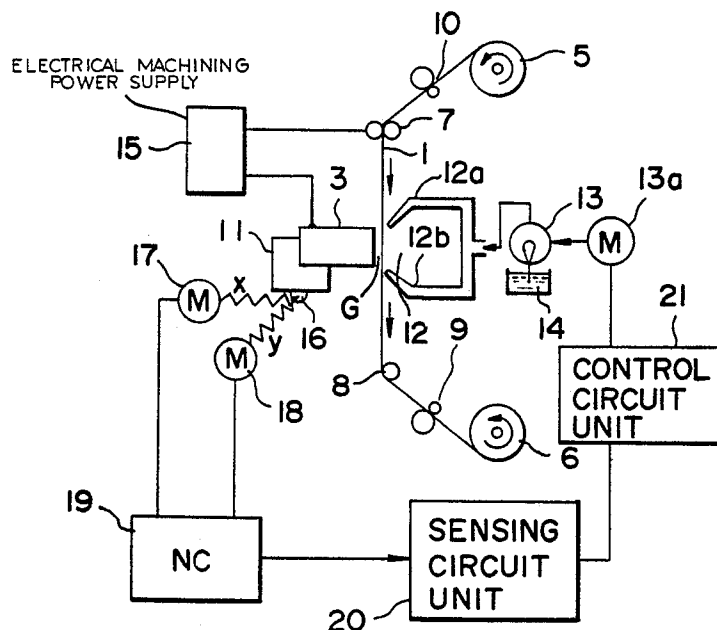 10
5
ELECTRICAL MACHINING
POWER SUPPLY
7
15
1
12a
3
13
13a
11
12b
M
17
M
x
16
G
12
14
21
y
M
18
8
9
CONTROL
CIRCUIT
UNIT
6
19
NC
SENSING
CIRCUIT
UNIT
20